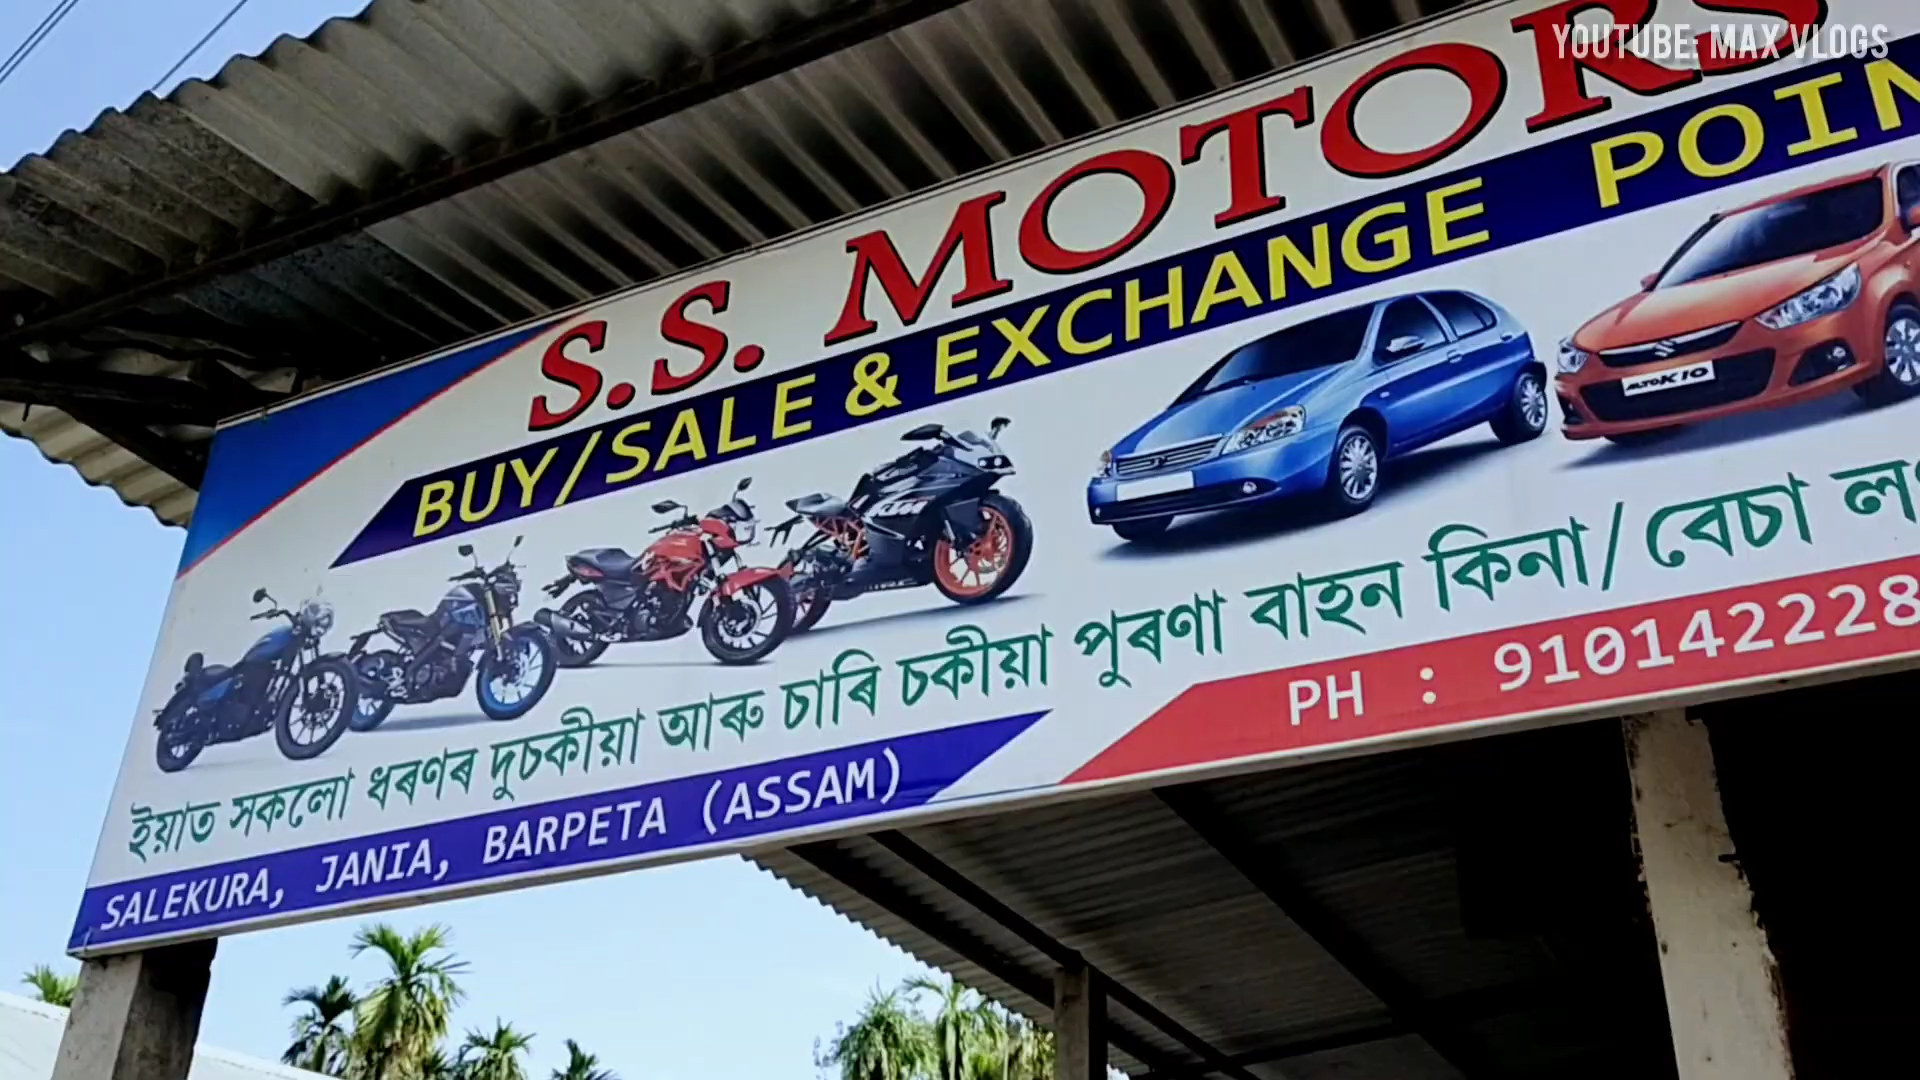 YOUTUBE: MAX VLOGS
S.S. MOTORS
BUY/SALE & EXCHANGE
KTM
ALTO K10
ইয়াত সকলো ধৰণৰ দুচকীয়া আৰু চাৰি চকীয়া পুৰণা বাহন কিনা/বেচা
PH : 910142228
SALEKURA, JANIA, BARPETA (ASSAM)